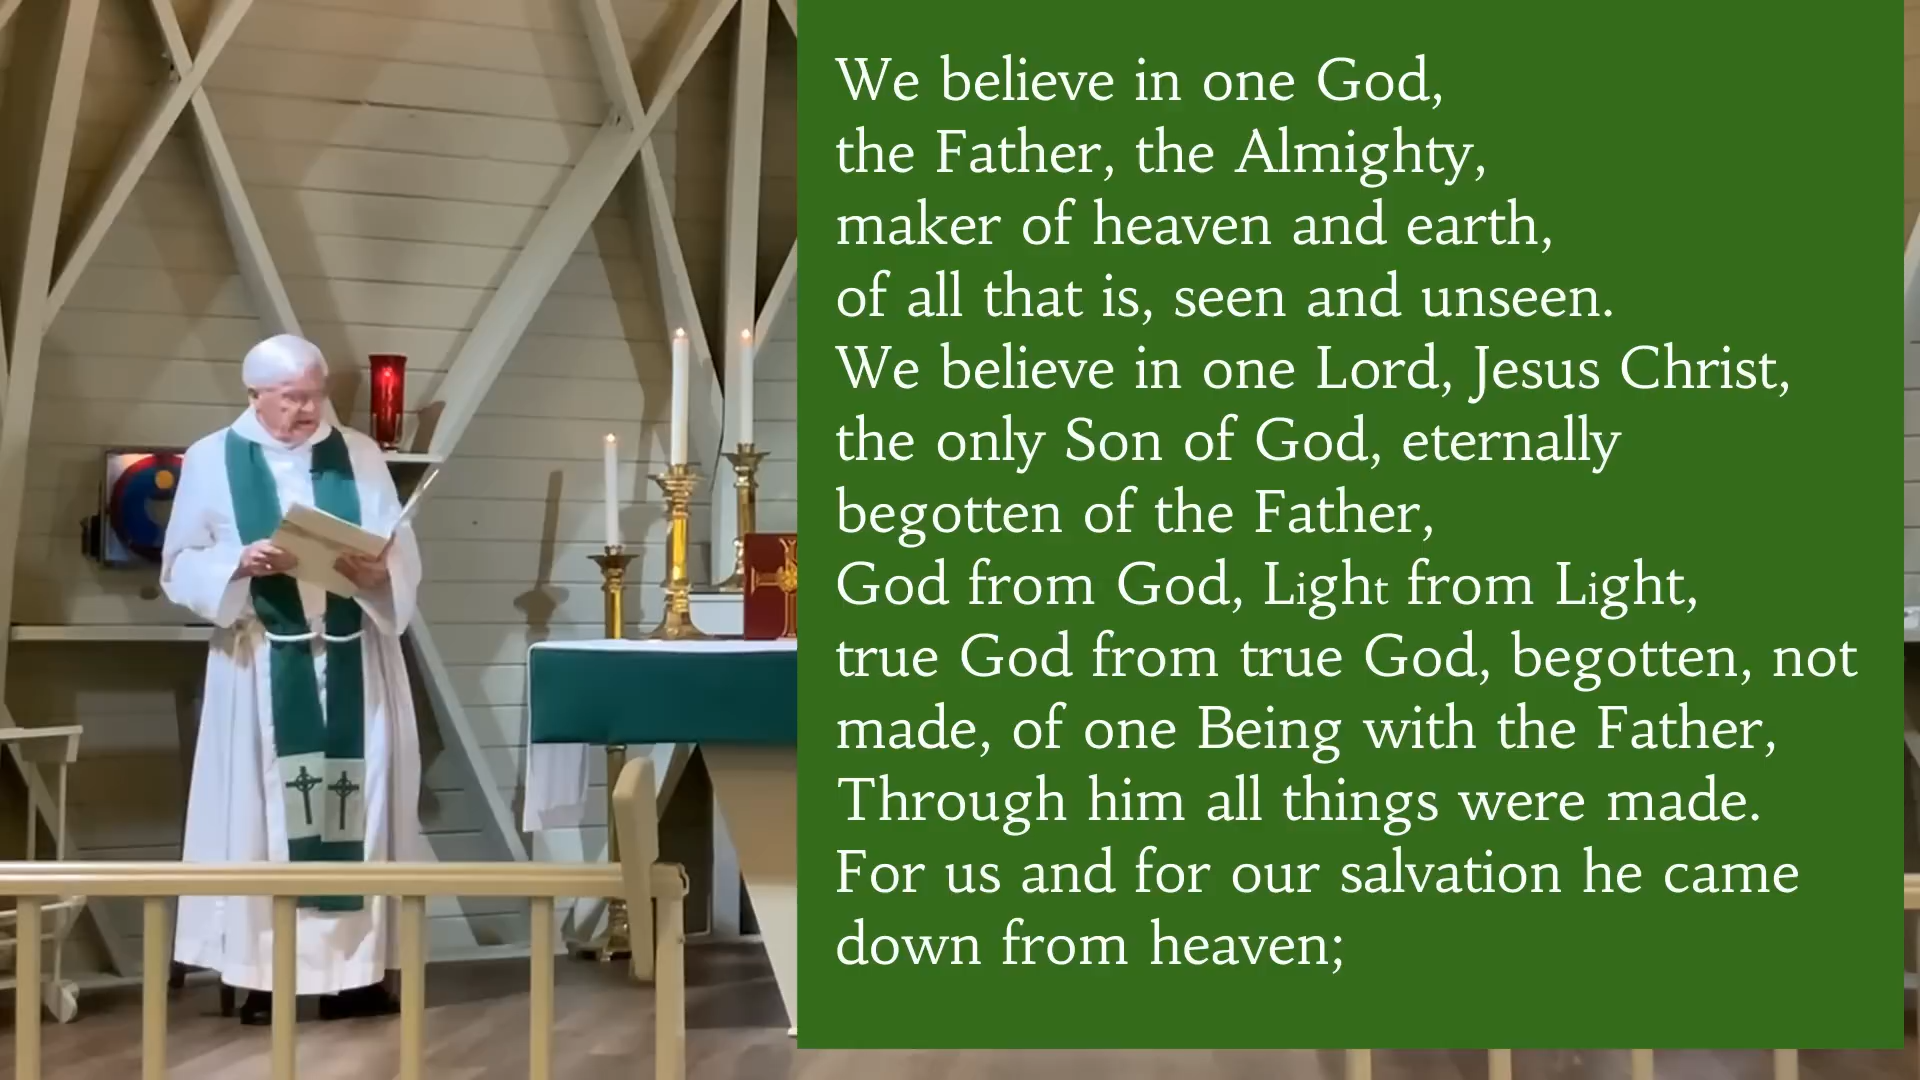 We believe in one God,
the Father, the Almighty,
maker of heaven and earth,
of all that is, seen and unseen.
We believe in one Lord, Jesus Christ,
the only Son of God, eternally
begotten of the Father,
God from God, Light from Light,
true God from true God, begotten, not
made, of one Being with the Father,
Through him all things were made.
For us and for our salvation he came
down from heaven;